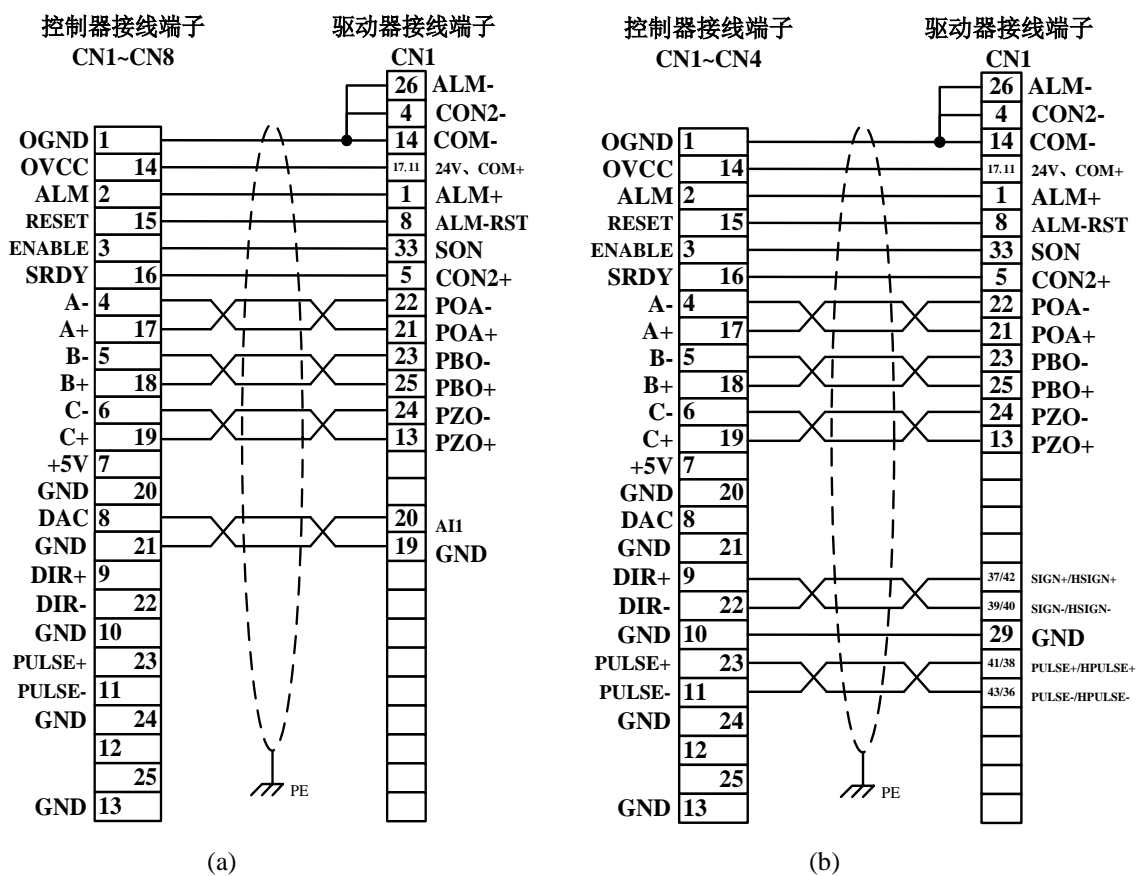 控制器接线端子 驱动器接线端子
CN1~CN8 CN1
26 ALM-
4 CON2-
OGND 1 14 COM-
OVCC 14 17.11 24V、COM+
ALM 2 1 ALM+
RESET 15 8 ALM-RST
ENABLE 3 33 SON
SRDY 16 5 CON2+
A- 4 22 POA-
A+ 17 21 POA+
B- 5 23 PBO-
B+ 18 25 PBO+
C- 6 24 PZO-
C+ 19 13 PZO+
+5V 7
GND 20
DAC 8 20 AI1
GND 21 19 GND
DIR+ 9
DIR- 22
GND 10
PULSE+ 23
PULSE- 11
GND 24
12
25
GND 13
PE
(a)
控制器接线端子 驱动器接线端子
CN1~CN4 CN1
26 ALM-
4 CON2-
OGND 1 14 COM-
OVCC 14 17.11 24V、COM+
ALM 2 1 ALM+
RESET 15 8 ALM-RST
ENABLE 3 33 SON
SRDY 16 5 CON2+
A- 4 22 POA-
A+ 17 21 POA+
B- 5 23 PBO-
B+ 18 25 PBO+
C- 6 24 PZO-
C+ 19 13 PZO+
+5V 7
GND 20
DAC 8
GND 21
DIR+ 9 37/42 SIGN+/HSIGN+
DIR- 22 39/40 SIGN-/HSIGN-
GND 10 29 GND
PULSE+ 23 41/38 PULSE+/HPULSE+
PULSE- 11 43/36 PULSE-/HPULSE-
GND 24
12
25
GND 13
PE
(b)